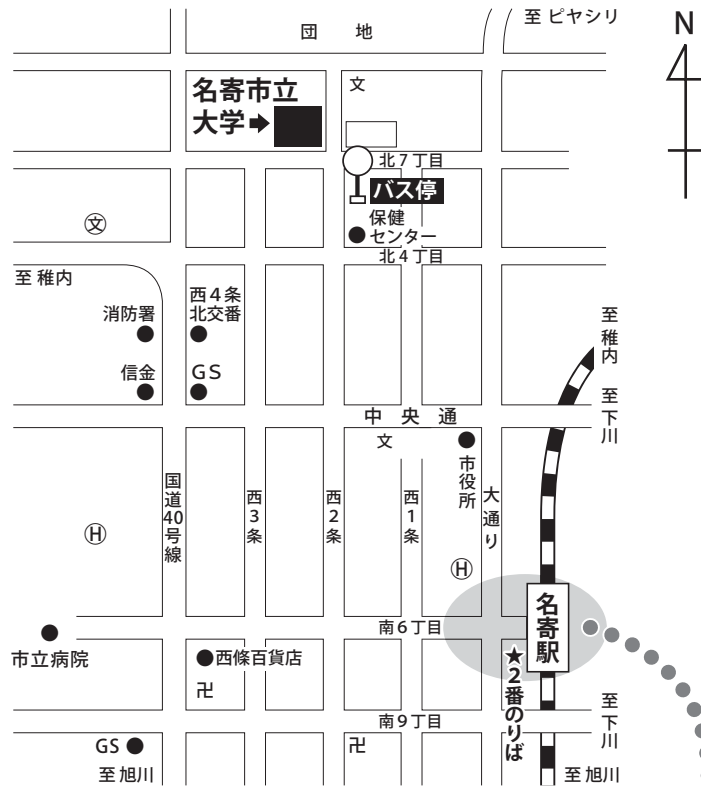 団 地
至 ピヤシリ
N
名寄市立
大学➡
文
北7丁目
バス停
保健
センター
文
北4丁目
至 稚内
西4条
北交番
消防署
信金
GS
至稚内
至下川
中 央 通
文
市役所
国道40号線
西3条
西2条
西1条
大通り
H
H
名寄駅
南6丁目
市立病院
西條百貨店
★2番のりば
卍
南9丁目
至下川
GS
卍
至 旭川
至 旭川